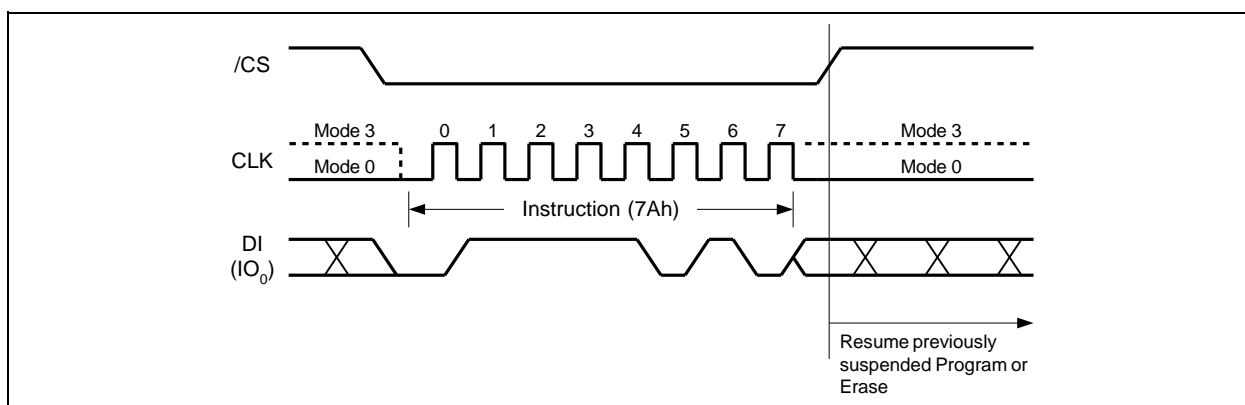 /CS
Mode 3 0 1 2 3 4 5 6 7 Mode 3
CLK
Mode 0 Mode 0
Instruction (7Ah)
DI
(IO0)
Resume previously
suspended Program or
Erase